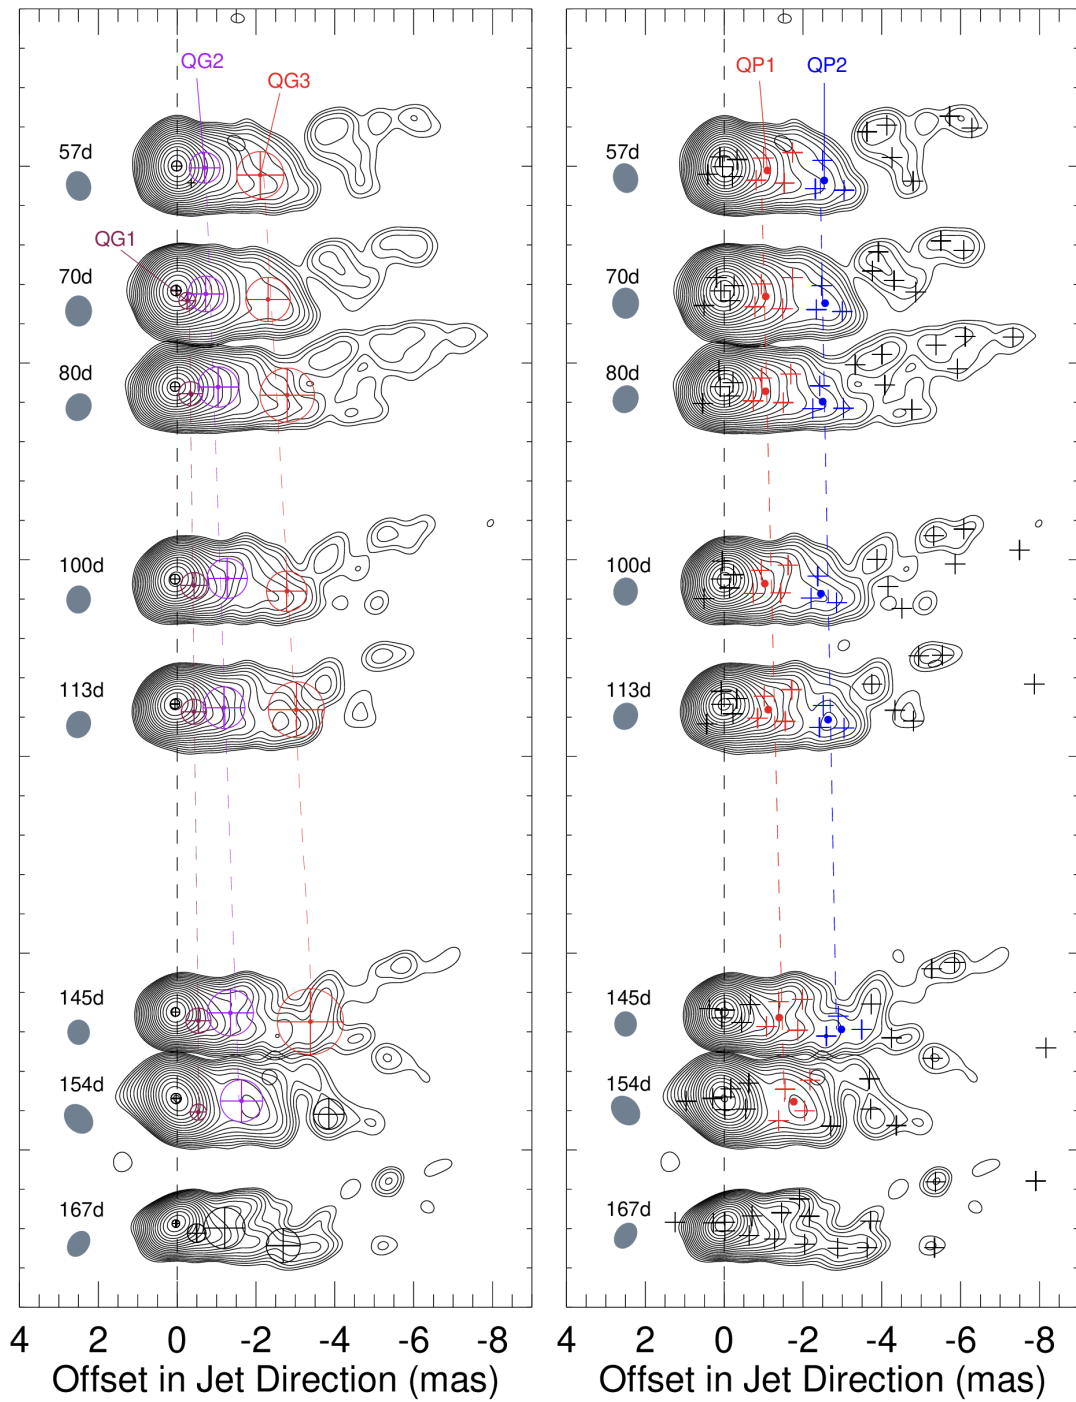 QG2
QG3
57d
QG1
70d
80d
100d
113d
145d
154d
167d
4 2 0 -2 -4 -6 -8
Offset in Jet Direction (mas)
QP1 QP2
57d
70d
80d
100d
113d
145d
154d
167d
4 2 0 -2 -4 -6 -8
Offset in Jet Direction (mas)